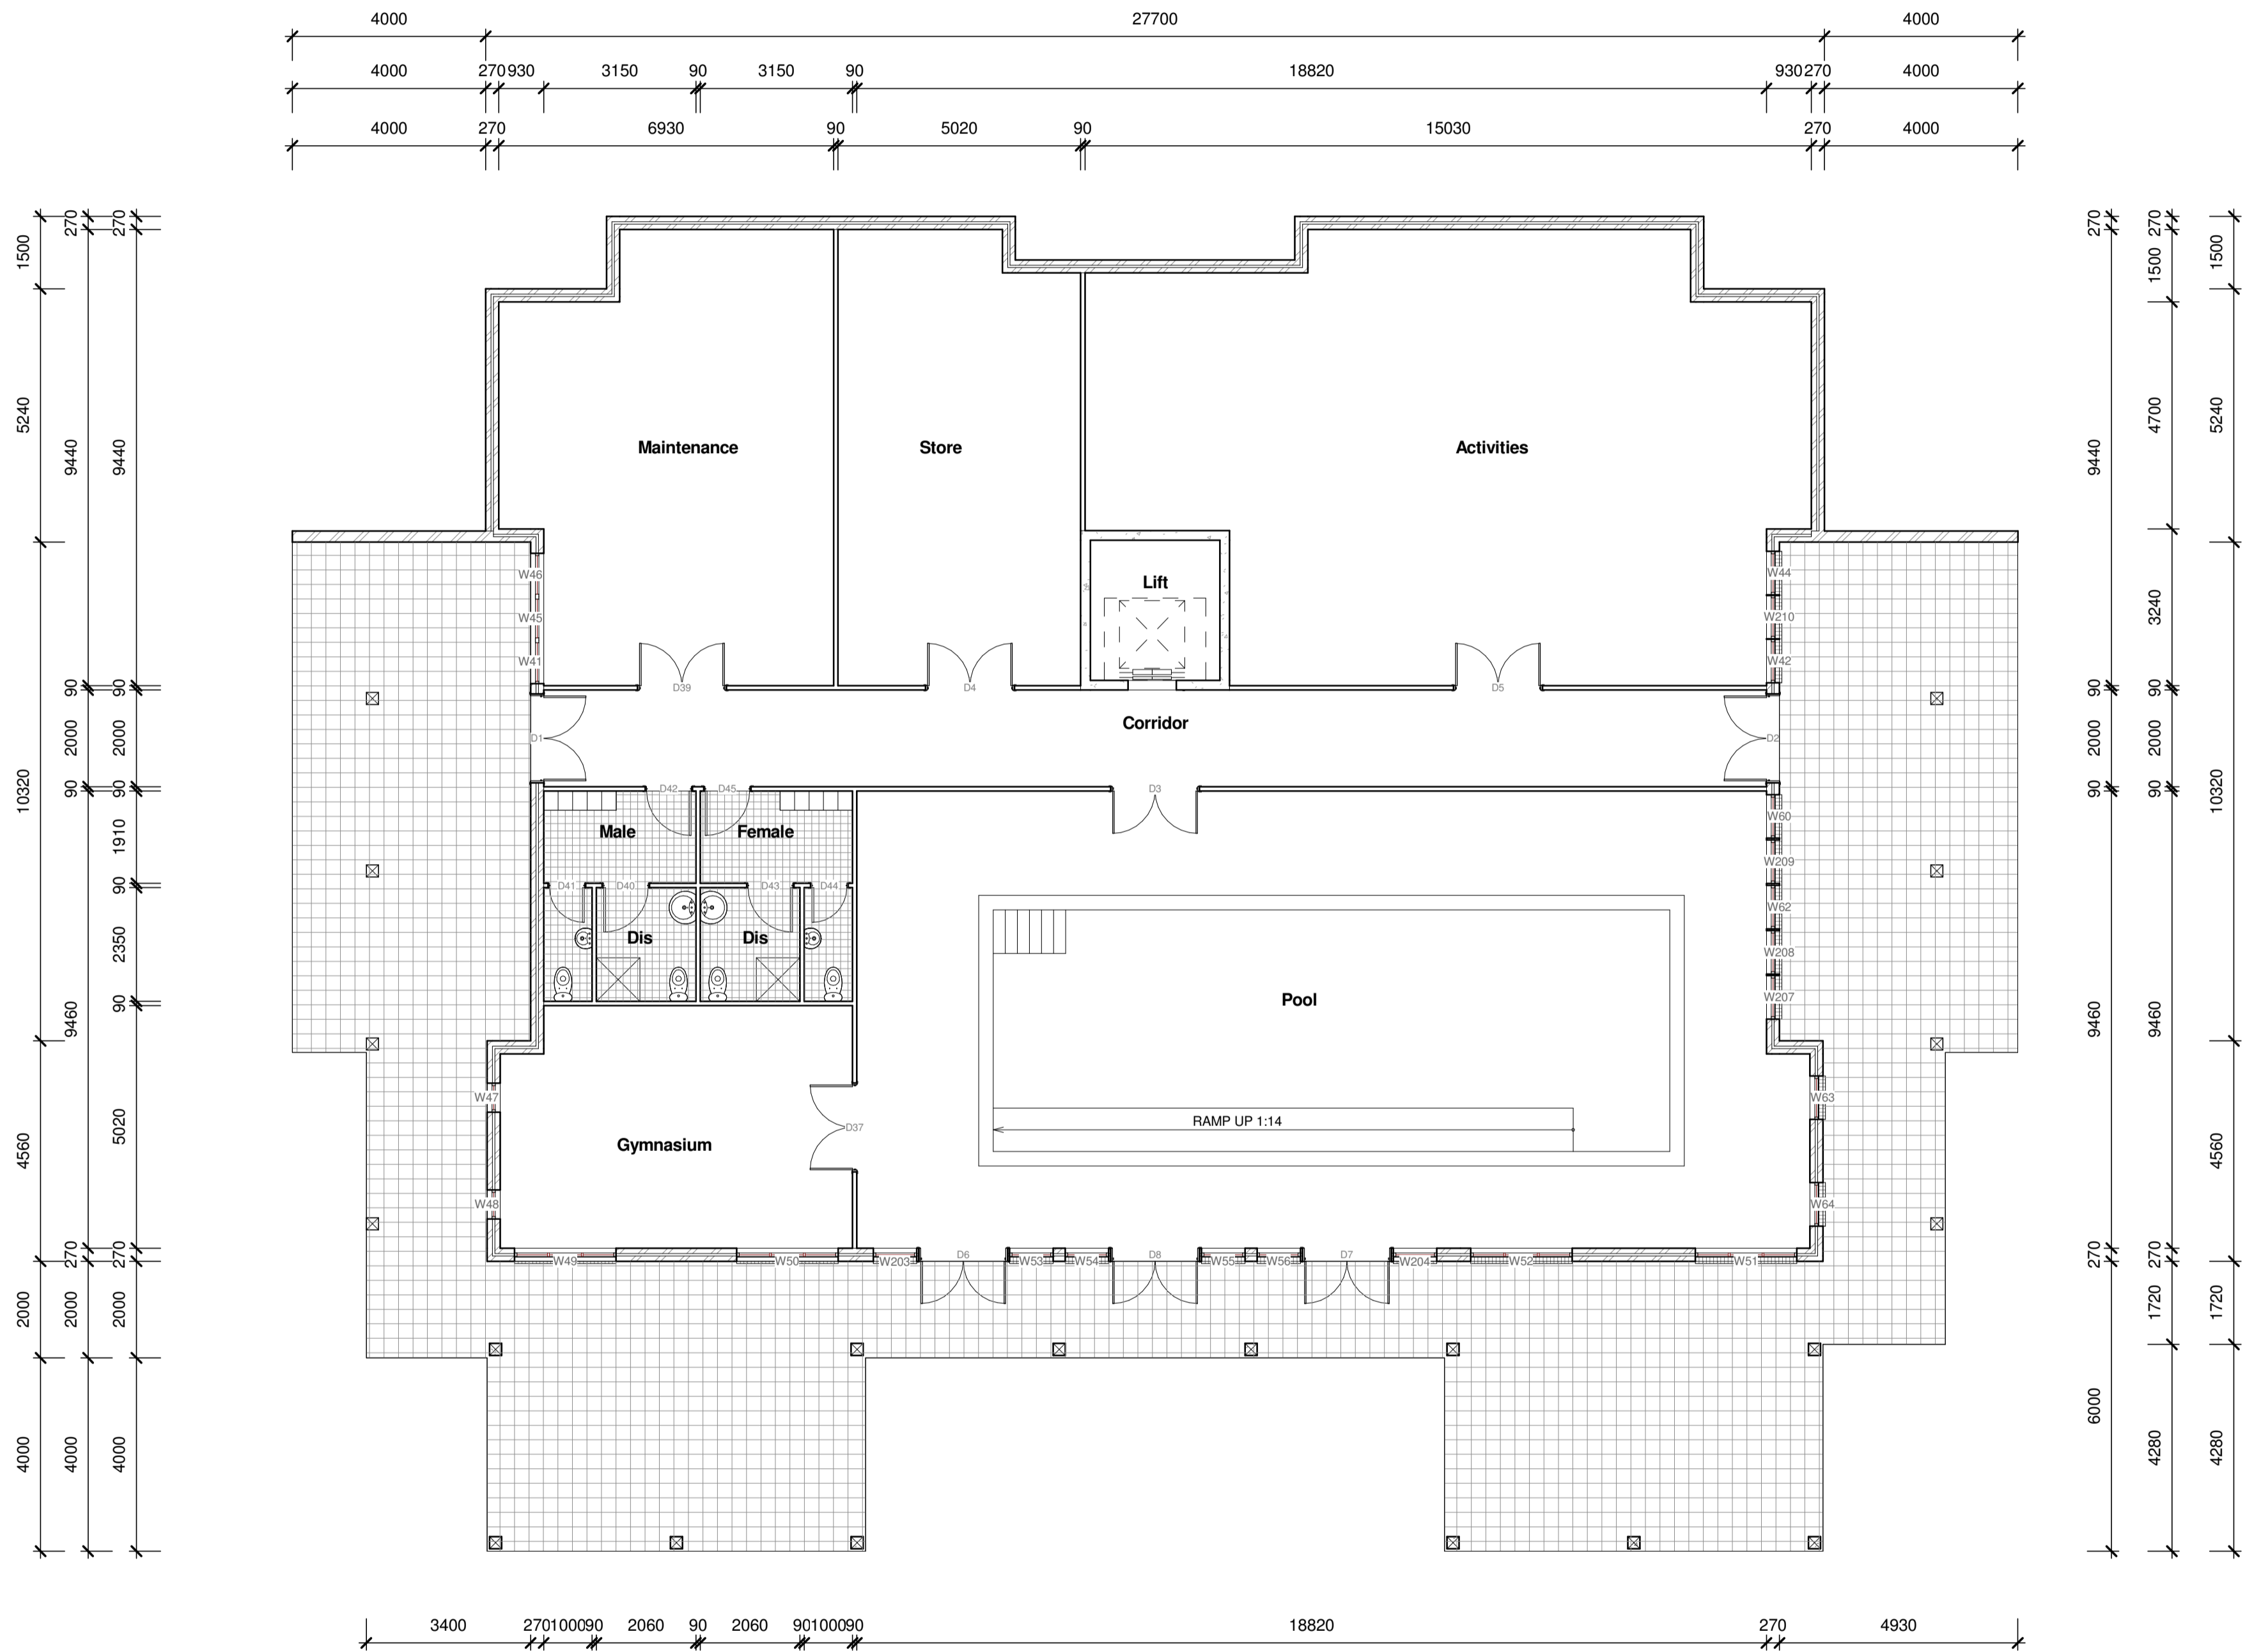 4000 27700 4000
4000 270 930 3150 90 3150 90 18820 930 270 4000
4000 270 6930 90 5020 90 15030 270 4000
1500 5240 10320 4560 2000 4000
270 9440 90 2000 90 9460 270 2000 4000
270 9440 90 2000 90 1910 90 2350 90 5020 270 2000 4000
Maintenance
Store
Activities
Lift
W46
W45
W41
W44
W210
W42
D39
D4
D5
Corridor
D1
D2
D42
D45
D3
Male
Female
D41
D40
D43
D44
Dis
Dis
W60
W209
W62
W208
W207
Pool
RAMP UP 1:14
W47
W48
Gymnasium
D37
W63
W64
W49
W50
W203
D6
W53
W54
D8
W55
W56
D7
W204
W52
W51
270 9440 90 2000 90 9460 270 6000
270 1500 4700 3240 90 2000 90 9460 270 1720 4280
1500 5240 10320 4560 1720 4280
3400 270 1000 90 2060 90 2060 90 1000 90 18820 270 4930